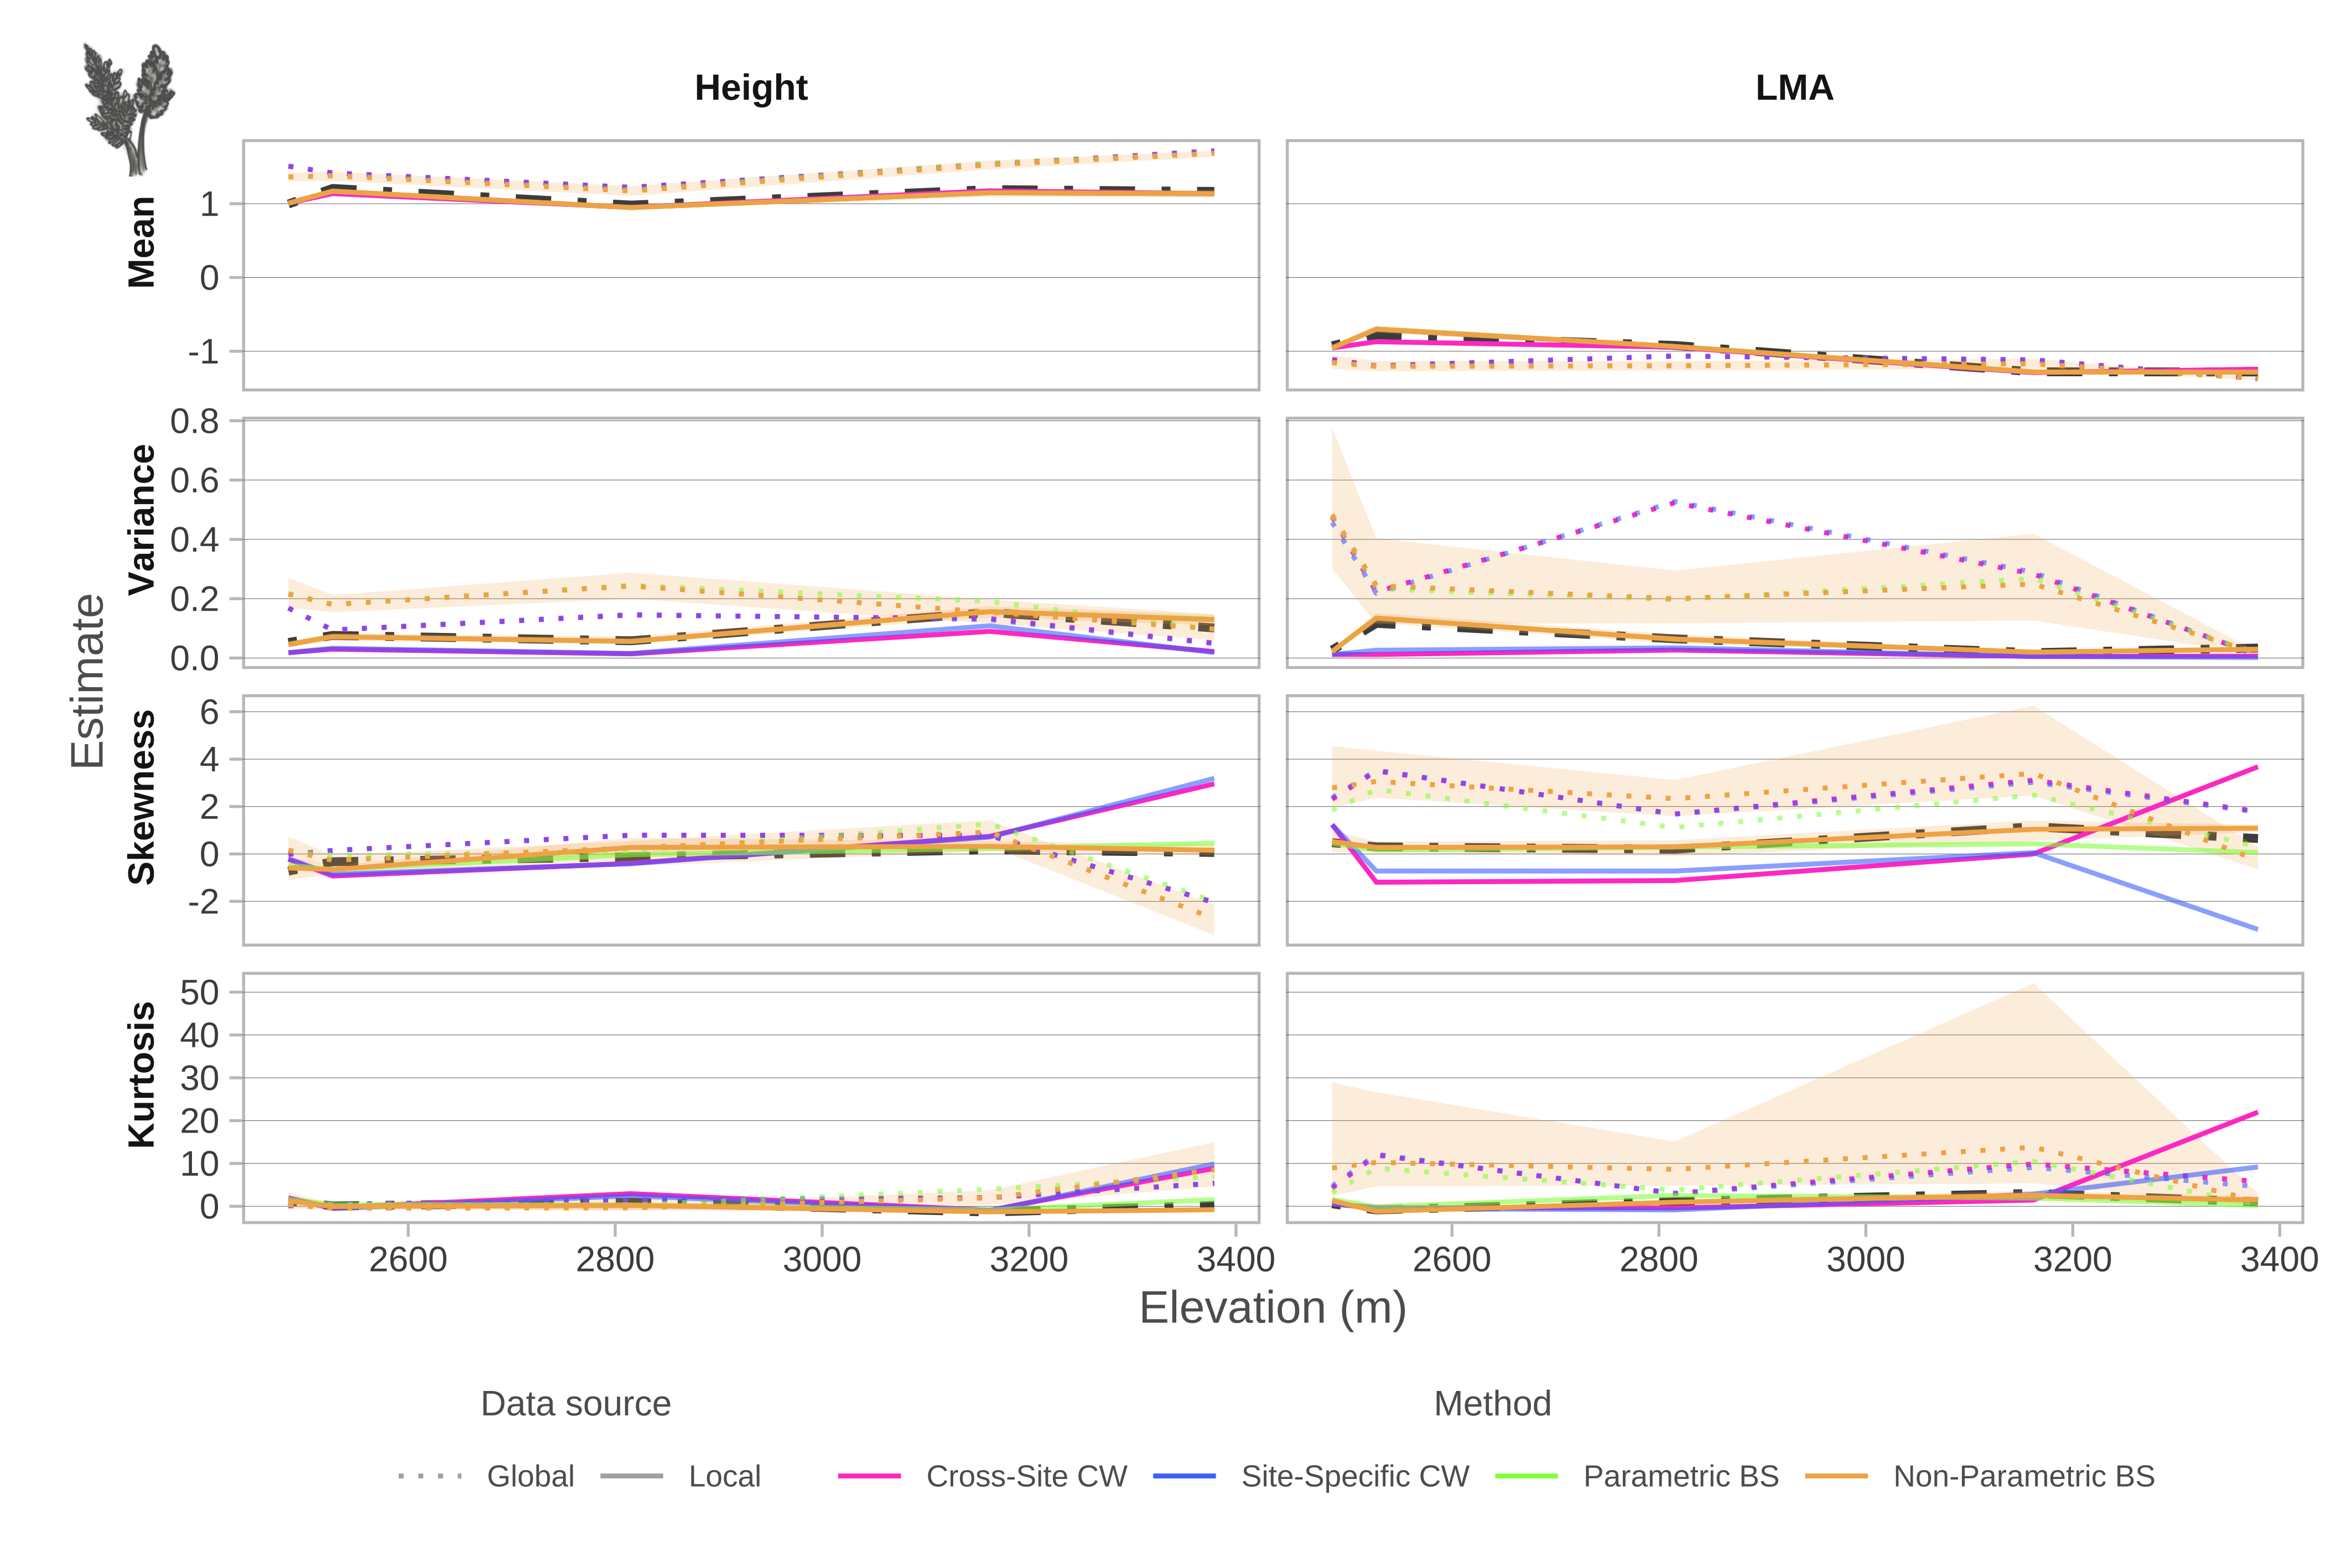 Height LMA
Mean
1
0
-1
Variance
0.8
0.6
0.4
0.2
0.0
Estimate
Skewness
6
4
2
0
-2
Kurtosis
50
40
30
20
10
0
2600 2800 3000 3200 3400 2600 2800 3000 3200 3400
Elevation (m)
Data source Method
Global Local Cross-Site CW Site-Specific CW Parametric BS Non-Parametric BS